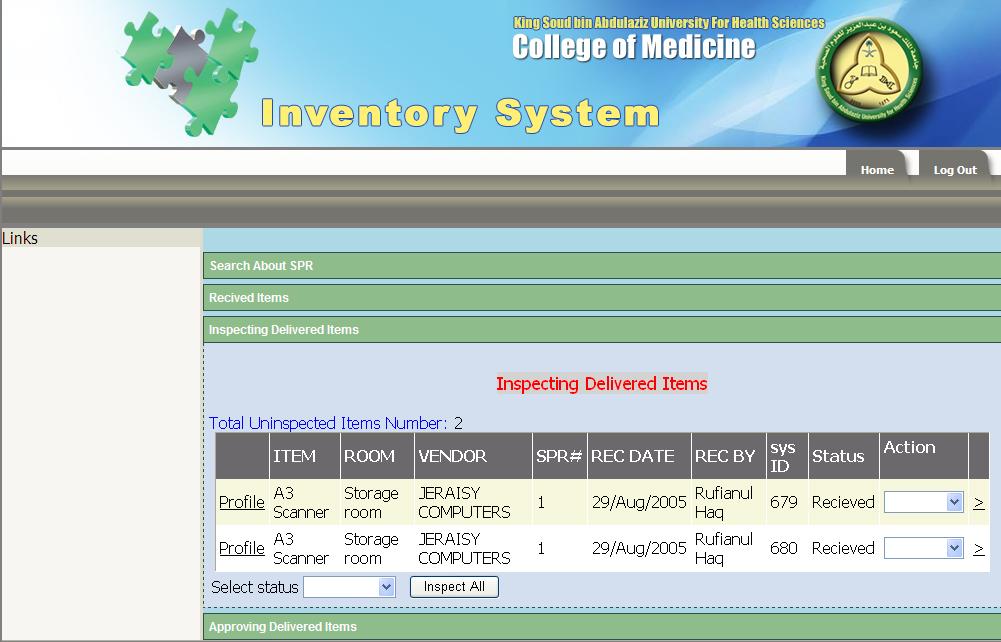 King Soud bin Abdulaziz University For Health Sciences
College of Medicine
Inventory System
Home
Log Out
Links
Search About SPR
Recived Items
Inspecting Delivered Items
Inspecting Delivered Items
Total Uninspected Items Number: 2
ITEM ROOM VENDOR SPR# REC DATE REC BY sys ID Status Action
Profile A3 Scanner Storage room JERAISY COMPUTERS 1 29/Aug/2005 Rufianul Haq 679 Recieved >
Profile A3 Scanner Storage room JERAISY COMPUTERS 1 29/Aug/2005 Rufianul Haq 680 Recieved >
Select status Inspect All
Approving Delivered Items